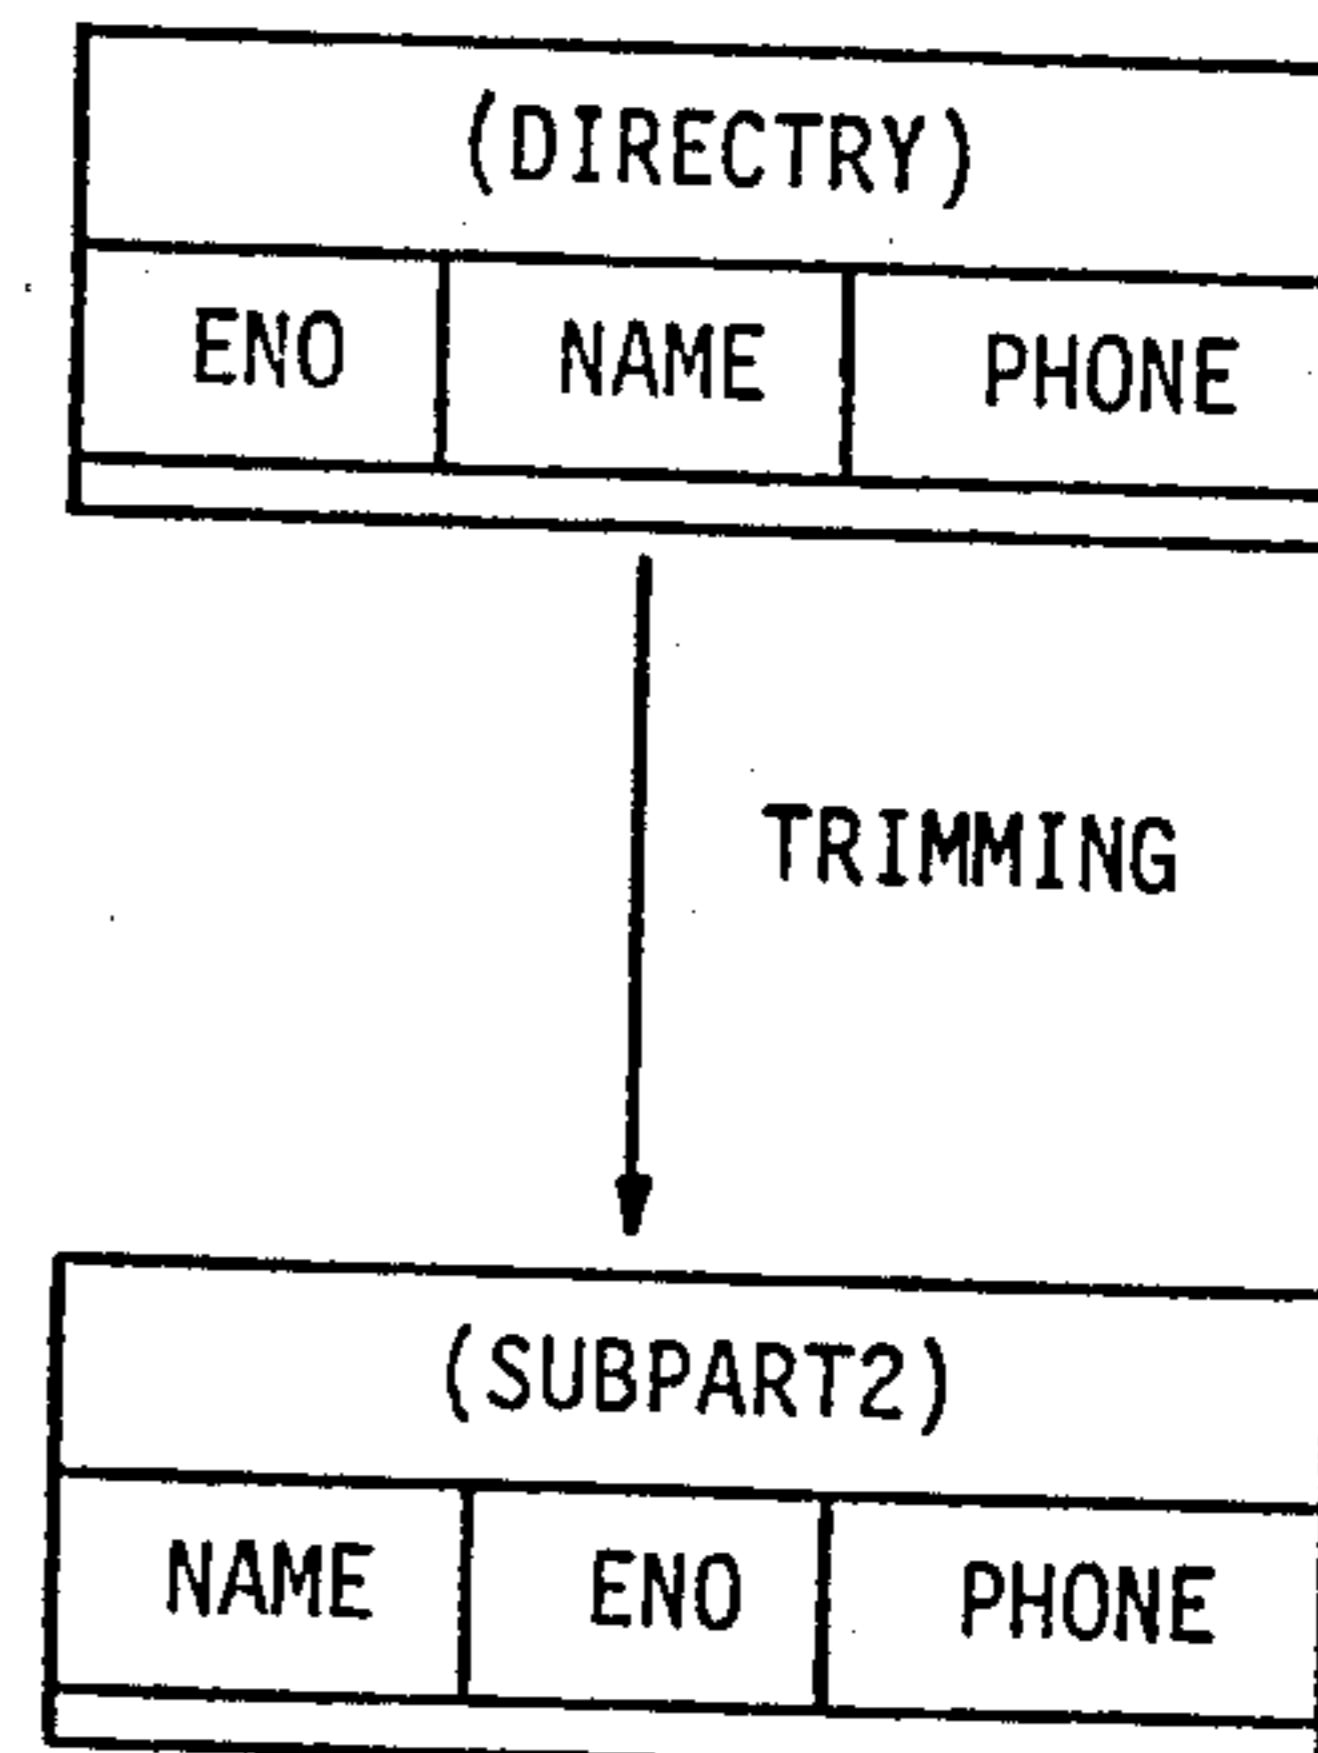 (DIRECTRY)
ENO NAME PHONE
TRIMMING
(SUBPART2)
NAME ENO PHONE